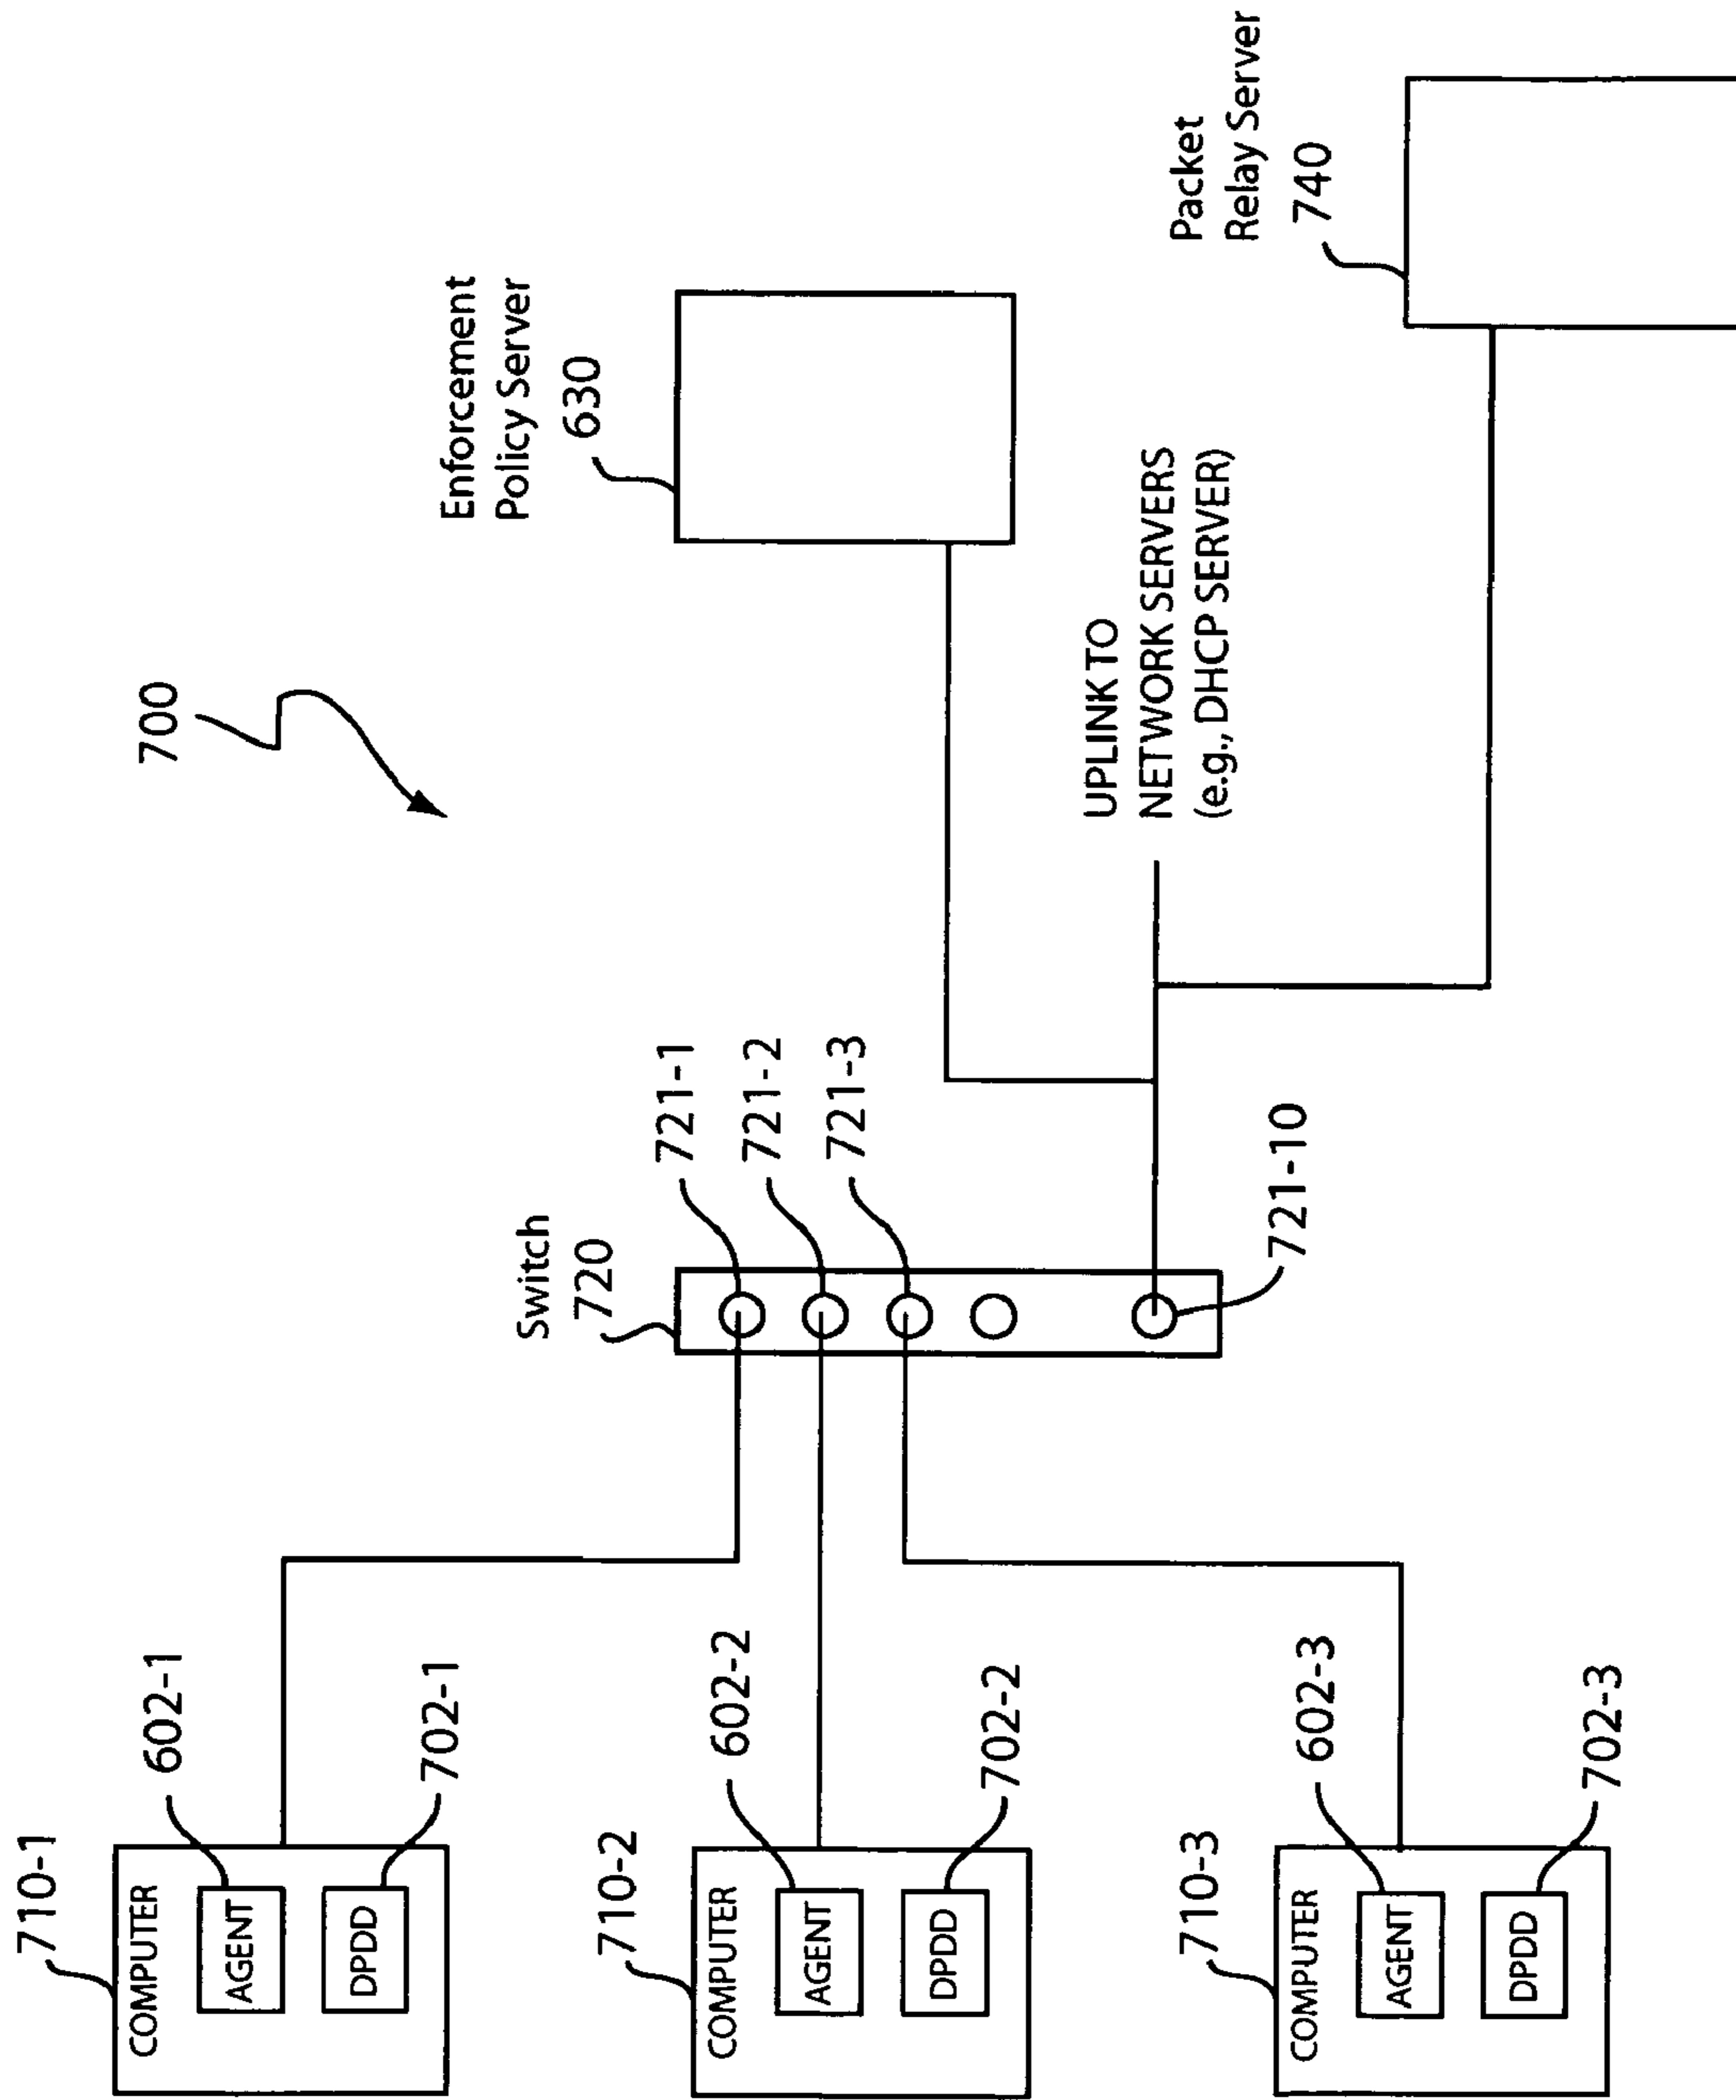 700
710-1
COMPUTER
AGENT
602-1
DPDD
702-1
710-2
COMPUTER
AGENT
602-2
DPDD
702-2
710-3
COMPUTER
AGENT
602-3
DPDD
702-3
Switch
720
721-1
721-2
721-3
721-10
Enforcement
Policy Server
630
UPLINK TO
NETWORK SERVERS
(e.g., DHCP SERVER)
Packet
Relay Server
740